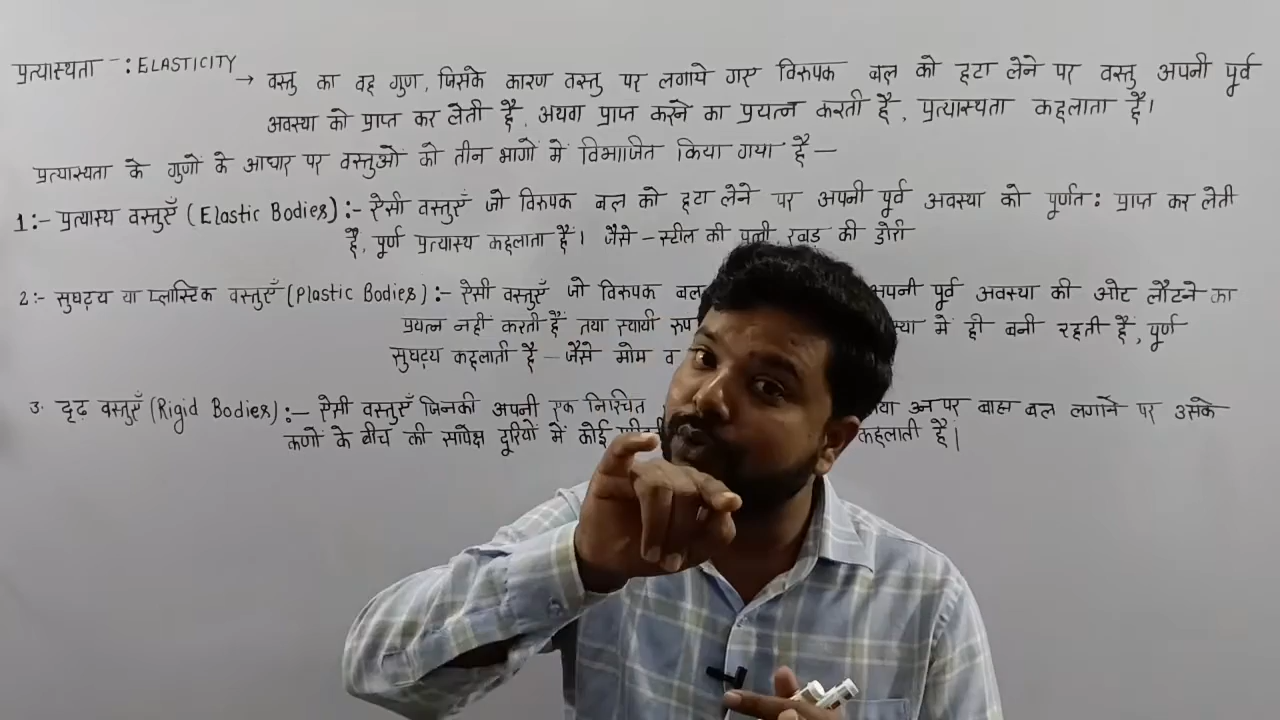 प्रत्यास्थता -: ELASTICITY → वस्तु का वह गुण, जिसके कारण वस्तु पर लगाये गए विरुपक बल को हटा लेने पर वस्तु अपनी पूर्व
अवस्था को प्राप्त कर लेती है, अथवा प्राप्त करने का प्रयत्न करती है, प्रत्यास्थता कहलाता है।
प्रत्यास्थता के गुणों के आधार पर वस्तुओं को तीन भागों में विभाजित किया गया है –
1:- प्रत्यास्थ वस्तुएँ (Elastic Bodies):- ऐसी वस्तुएँ जो विरुपक बल को हटा लेने पर अपनी पूर्व अवस्था को पूर्णत: प्राप्त कर लेती
है, पूर्ण प्रत्यास्थ कहलाता है। जैसे – स्टील की पत्ती, रबड़ की डोरी
2:- सुघट्य या प्लास्टिक वस्तुएँ (Plastic Bodies):- ऐसी वस्तुएँ जो विरुपक बल अपनी पूर्व अवस्था की ओर लौटने का
प्रयत्न नहीं करती हैं तथा स्थायी रुप में ही बनी रहती हैं, पूर्ण
सुघट्य कहलाती है – जैसे मोम व
3. दृढ़ वस्तुएँ (Rigid Bodies):- ऐसी वस्तुएँ जिनकी अपनी एक निश्चित उन पर बाह्य बल लगाने पर उसके
कणों के बीच की सापेक्ष दूरियों में कोई कहलाती है|